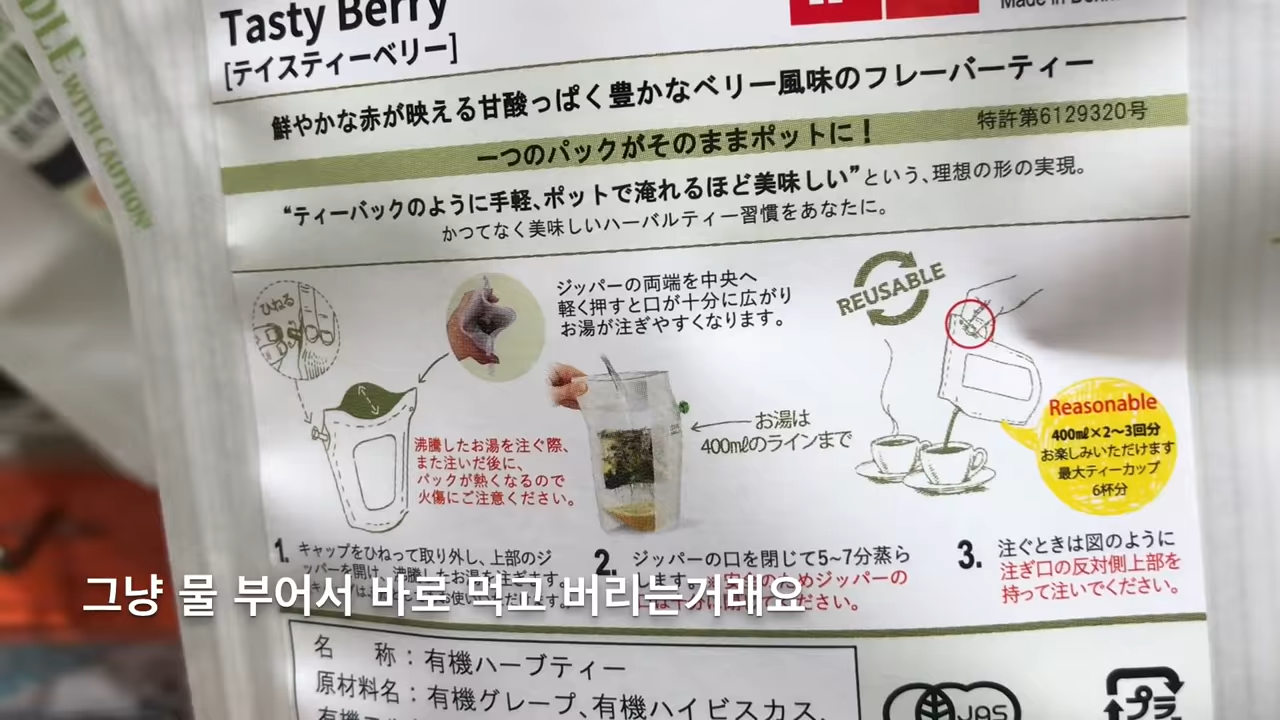 DLE WITH CAUTION
Tasty Berry
[テイスティーベリー]
Made in Denm
鮮やかな赤が映える甘酸っぱく豊かなベリー風味のフレーバーティー
一つのパックがそのままポットに！
特許第6129320号
“ティーバックのように手軽、ポットで淹れるほど美味しい”という、理想の形の実現。
かつてなく美味しいハーバルティー習慣をあなたに。
ひねる
ジッパーの両端を中央へ
軽く押すと口が十分に広がり
お湯が注ぎやすくなります。
REUSABLE
沸騰したお湯を注ぐ際、
また注いだ後に、
パックが熱くなるので
火傷にご注意ください。
お湯は
400mlのラインまで
Reasonable
400ml×2〜3回分
お楽しみいただけます
最大ティーカップ
6杯分
1. キャップをひねって取り外し、上部のジ
ッパーを開け、沸騰したお湯を注ぎます。
2. ジッパーの口を閉じて5~7分蒸ら
ジッパーの
ださい。
3. 注ぐときは図のように
注ぎ口の反対側上部を
持って注いでください。
그냥 물 부어서 바로 먹고 버리는거래요
名 称：有機ハーブティー
原材料名：有機グレープ、有機ハイビスカス、
JAS
プラ